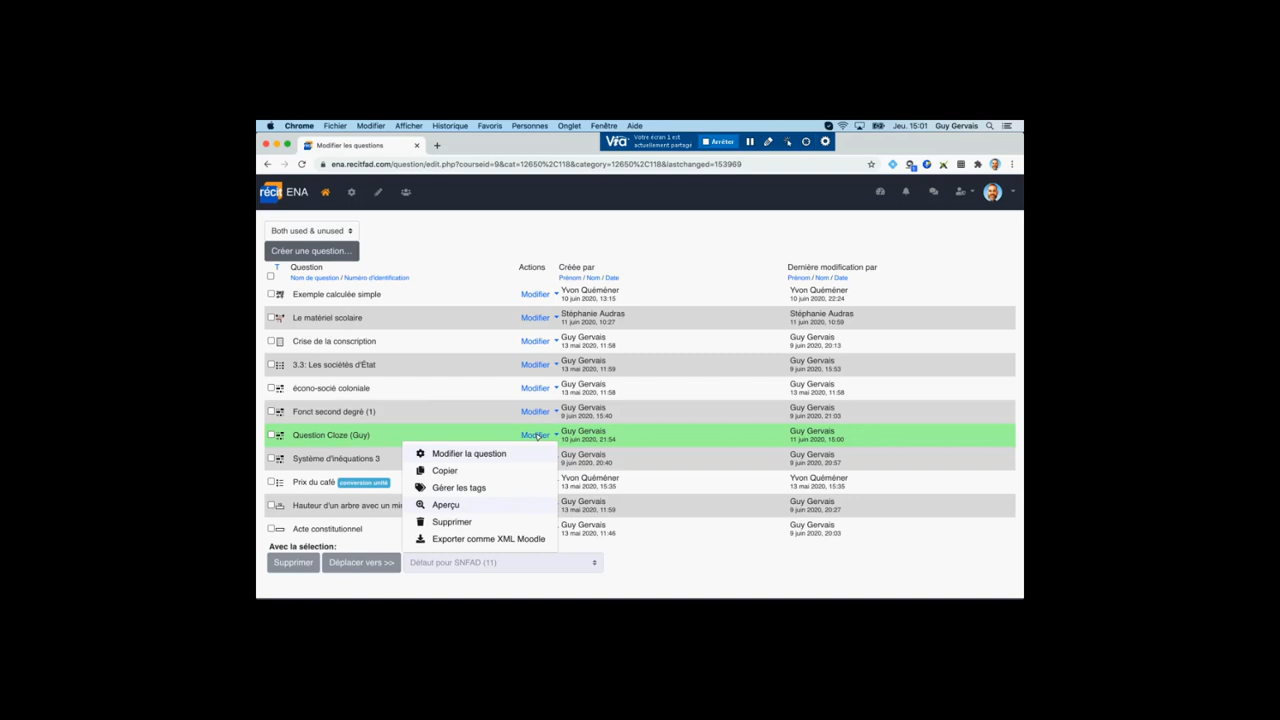 Chrome Fichier Modifier Afficher Historique Favoris Personnes Onglet Fenêtre Aide Jeu. 15:01 Guy Gervais
Modifier les questions
Via Votre écran 1 est actuellement partagé Arrêter
ena.recitfad.com/question/edit.php?courseid=9&cat=12650%2C118&category=12650%2C118&lastchanged=153969
récit ENA
Both used & unused
Créer une question...
T Question Actions Créée par Dernière modification par
Nom de question / Numéro d'identification Prénom / Nom / Date Prénom / Nom / Date
Exemple calculée simple Modifier Yvon Quéméner Yvon Quéméner
10 juin 2020, 13:15 10 juin 2020, 22:24
Le matériel scolaire Modifier Stéphanie Audras Stéphanie Audras
11 juin 2020, 10:27 11 juin 2020, 10:59
Crise de la conscription Modifier Guy Gervais Guy Gervais
13 mai 2020, 11:58 9 juin 2020, 20:13
3.3: Les sociétés d'État Modifier Guy Gervais Guy Gervais
13 mai 2020, 11:59 9 juin 2020, 15:53
écono-socié coloniale Modifier Guy Gervais Guy Gervais
13 mai 2020, 11:58 13 mai 2020, 11:58
Fonct second degré (1) Modifier Guy Gervais Guy Gervais
9 juin 2020, 15:40 9 juin 2020, 21:03
Question Cloze (Guy) Modifier Guy Gervais Guy Gervais
10 juin 2020, 21:54 11 juin 2020, 15:00
Modifier la question
Système d'inéquations 3 Guy Gervais Guy Gervais
9 juin 2020, 20:40 9 juin 2020, 20:57
Copier
Prix du café conversion unité Yvon Quéméner Yvon Quéméner
13 mai 2020, 15:35 13 mai 2020, 15:35
Gérer les tags
Hauteur d'un arbre avec un Aperçu Guy Gervais Guy Gervais
13 mai 2020, 11:59 9 juin 2020, 20:27
Acte constitutionnel Supprimer Guy Gervais Guy Gervais
13 mai 2020, 11:46 9 juin 2020, 20:03
Exporter comme XML Moodle
Avec la sélection:
Supprimer Déplacer vers >> Défaut pour SNFAD (11)